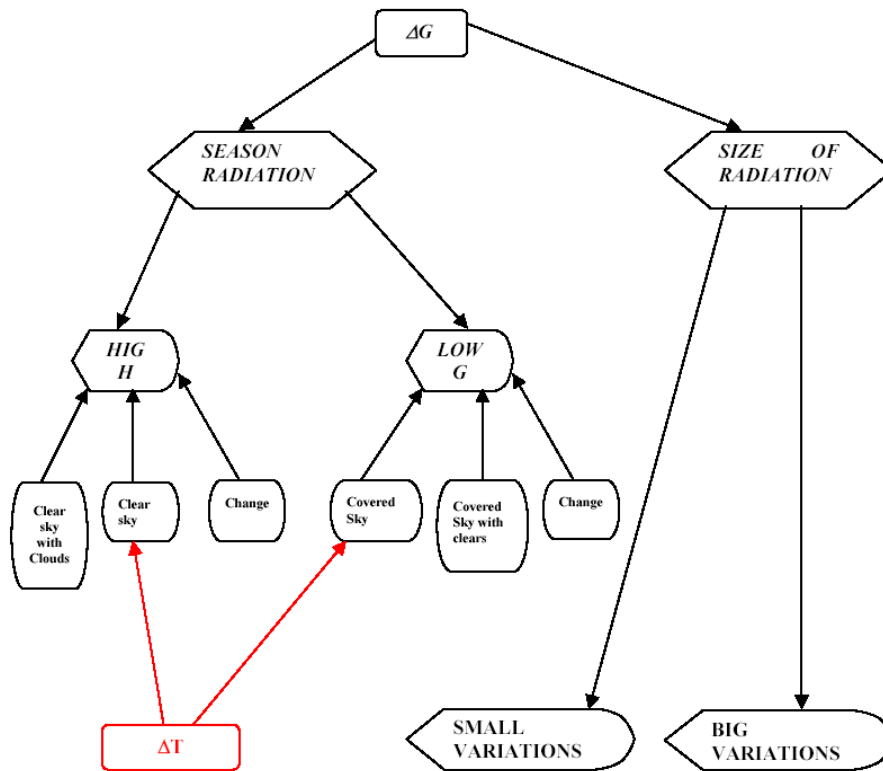 ΔG
SEASON
RADIATION
SIZE OF
RADIATION
HIG
H
LOW
G
Clear
sky
with
Clouds
Clear
sky
Change
Covered
Sky
Covered
Sky with
clears
Change
ΔT
SMALL
VARIATIONS
BIG
VARIATIONS